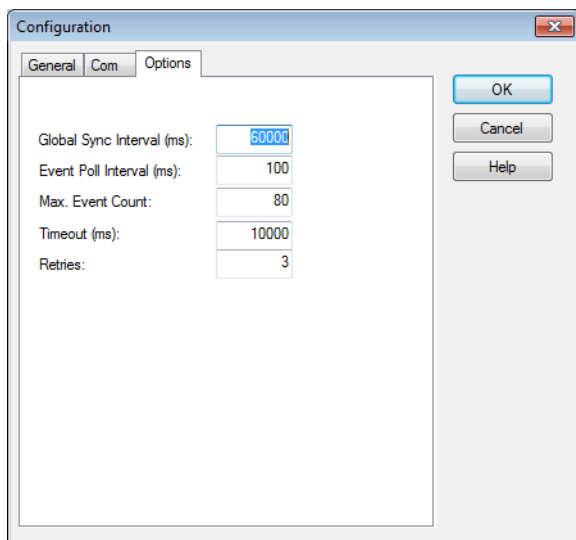 Configuration
General Com Options
OK
Global Sync Interval (ms): 60000
Cancel
Event Poll Interval (ms): 100
Help
Max. Event Count: 80
Timeout (ms): 10000
Retries: 3